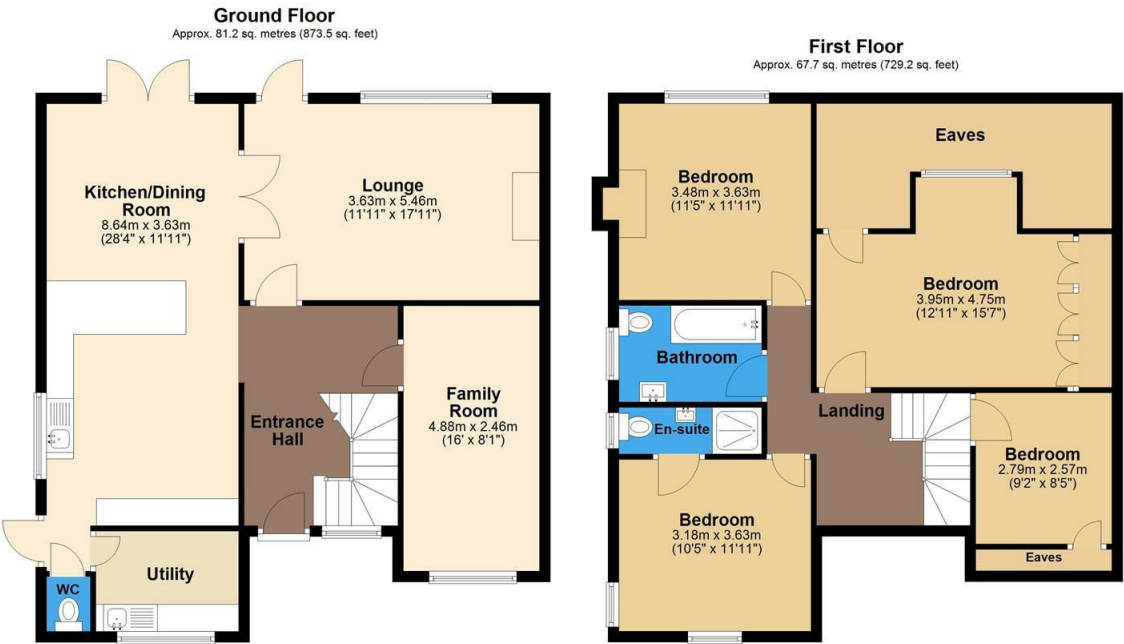 Ground Floor
Approx. 81.2 sq. metres (873.5 sq. feet)
Kitchen/Dining
Room
8.64m x 3.63m
(28'4" x 11'11")
Lounge
3.63m x 5.46m
(11'11" x 17'11")
Family
Room
4.88m x 2.46m
(16' x 8'1")
Entrance
Hall
Utility
WC
First Floor
Approx. 67.7 sq. metres (729.2 sq. feet)
Eaves
Bedroom
3.48m x 3.63m
(11'5" x 11'11")
Bedroom
3.95m x 4.75m
(12'11" x 15'7")
Bathroom
Landing
En-suite
Bedroom
2.79m x 2.57m
(9'2" x 8'5")
Bedroom
3.18m x 3.63m
(10'5" x 11'11")
Eaves